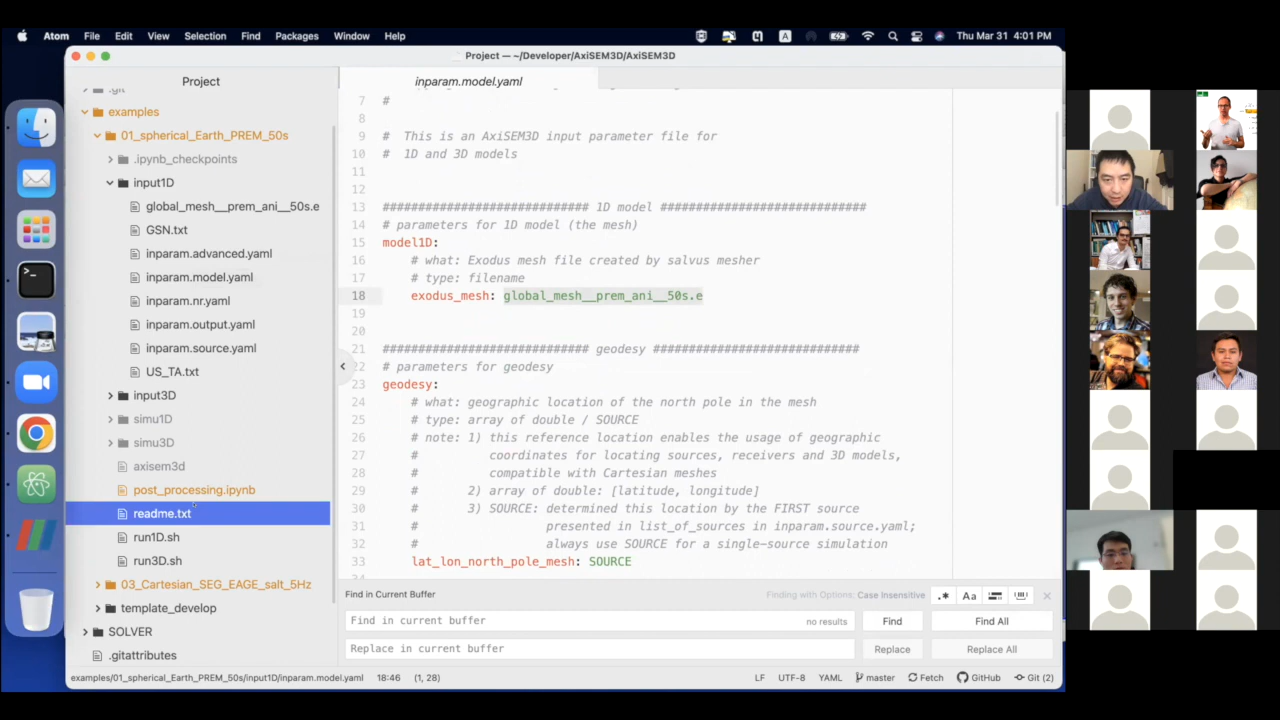 Atom File Edit View Selection Find Packages Window Help
Thu Mar 31 4:01 PM
Project — ~/Developer/AxiSEM3D/AxiSEM3D
Project
.git
examples
01_spherical_Earth_PREM_50s
.ipynb_checkpoints
input1D
global_mesh__prem_ani__50s.e
GSN.txt
inparam.advanced.yaml
inparam.model.yaml
inparam.nr.yaml
inparam.output.yaml
inparam.source.yaml
US_TA.txt
input3D
simu1D
simu3D
axisem3d
post_processing.ipynb
readme.txt
run1D.sh
run3D.sh
03_Cartesian_SEG_EAGE_salt_5Hz
template_develop
SOLVER
.gitattributes
inparam.model.yaml
7 #
8
9 # This is an AxiSEM3D input parameter file for
10 # 1D and 3D models
11
12
13 ############################# 1D model #############################
14 # parameters for 1D model (the mesh)
15 model1D:
16 # what: Exodus mesh file created by salvus mesher
17 # type: filename
18 exodus_mesh: global_mesh__prem_ani__50s.e
19
20
21 ############################# geodesy #############################
22 # parameters for geodesy
23 geodesy:
24 # what: geographic location of the north pole in the mesh
25 # type: array of double / SOURCE
26 # note: 1) this reference location enables the usage of geographic
27 # coordinates for locating sources, receivers and 3D models,
28 # compatible with Cartesian meshes
29 # 2) array of double: [latitude, longitude]
30 # 3) SOURCE: determined this location by the FIRST source
31 # presented in list_of_sources in inparam.source.yaml;
32 # always use SOURCE for a single-source simulation
33 lat_lon_north_pole_mesh: SOURCE
Find in Current Buffer
Finding with Options: Case Insensitive
.* Aa
Find in current buffer
no results
Find
Find All
Replace in current buffer
Replace
Replace All
examples/01_spherical_Earth_PREM_50s/input1D/inparam.model.yaml 18:46 (1, 28)
LF UTF-8 YAML master Fetch GitHub Git (2)